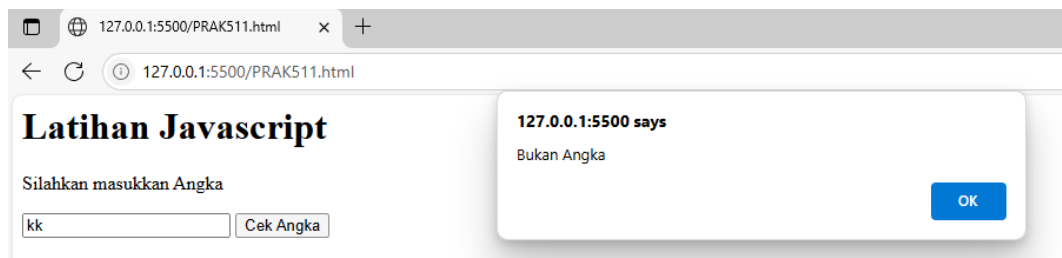 127.0.0.1:5500/PRAK511.html
127.0.0.1:5500/PRAK511.html
Latihan Javascript
Silahkan masukkan Angka
kk Cek Angka
127.0.0.1:5500 says
Bukan Angka
OK